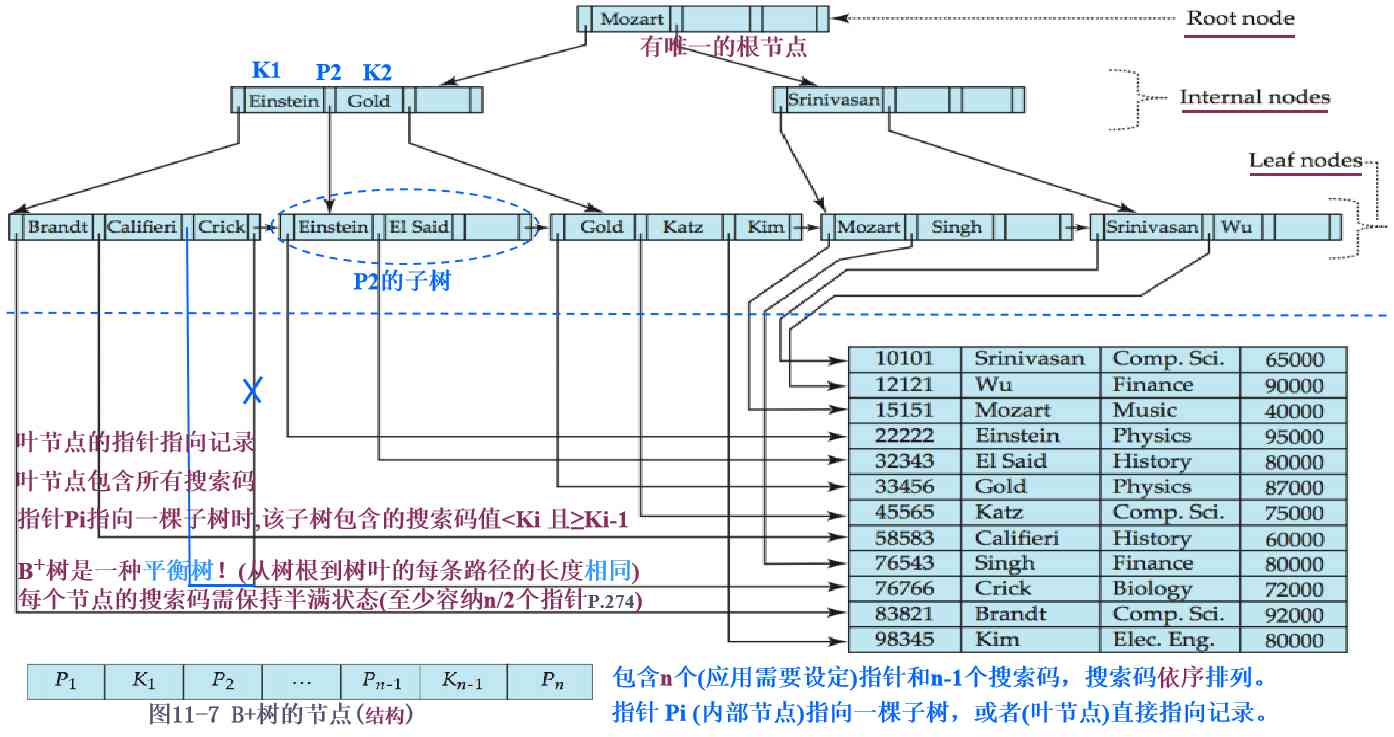 Mozart
Root node
有唯一的根节点
K1 P2 K2
Einstein Gold
Srinivasan
Internal nodes
Leaf nodes
Brandt Califieri Crick
Einstein El Said
Gold Katz Kim
Mozart Singh
Srinivasan Wu
P2的子树
10101 Srinivasan Comp. Sci. 65000
12121 Wu Finance 90000
15151 Mozart Music 40000
22222 Einstein Physics 95000
32343 El Said History 80000
33456 Gold Physics 87000
45565 Katz Comp. Sci. 75000
58583 Califieri History 60000
76543 Singh Finance 80000
76766 Crick Biology 72000
83821 Brandt Comp. Sci. 92000
98345 Kim Elec. Eng. 80000
X
叶节点的指针指向记录
叶节点包含所有搜索码
指针Pi指向一棵子树时,该子树包含的搜索码值<Ki 且≥Ki-1
B+树是一种平衡树！(从树根到树叶的每条路径的长度相同)
每个节点的搜索码需保持半满状态(至少容纳n/2个指针P.274)
P1 K1 P2 … Pn-1 Kn-1 Pn
图11-7 B+树的节点(结构)
包含n个(应用需要设定)指针和n-1个搜索码，搜索码依序排列。
指针 Pi (内部节点)指向一棵子树，或者(叶节点)直接指向记录。